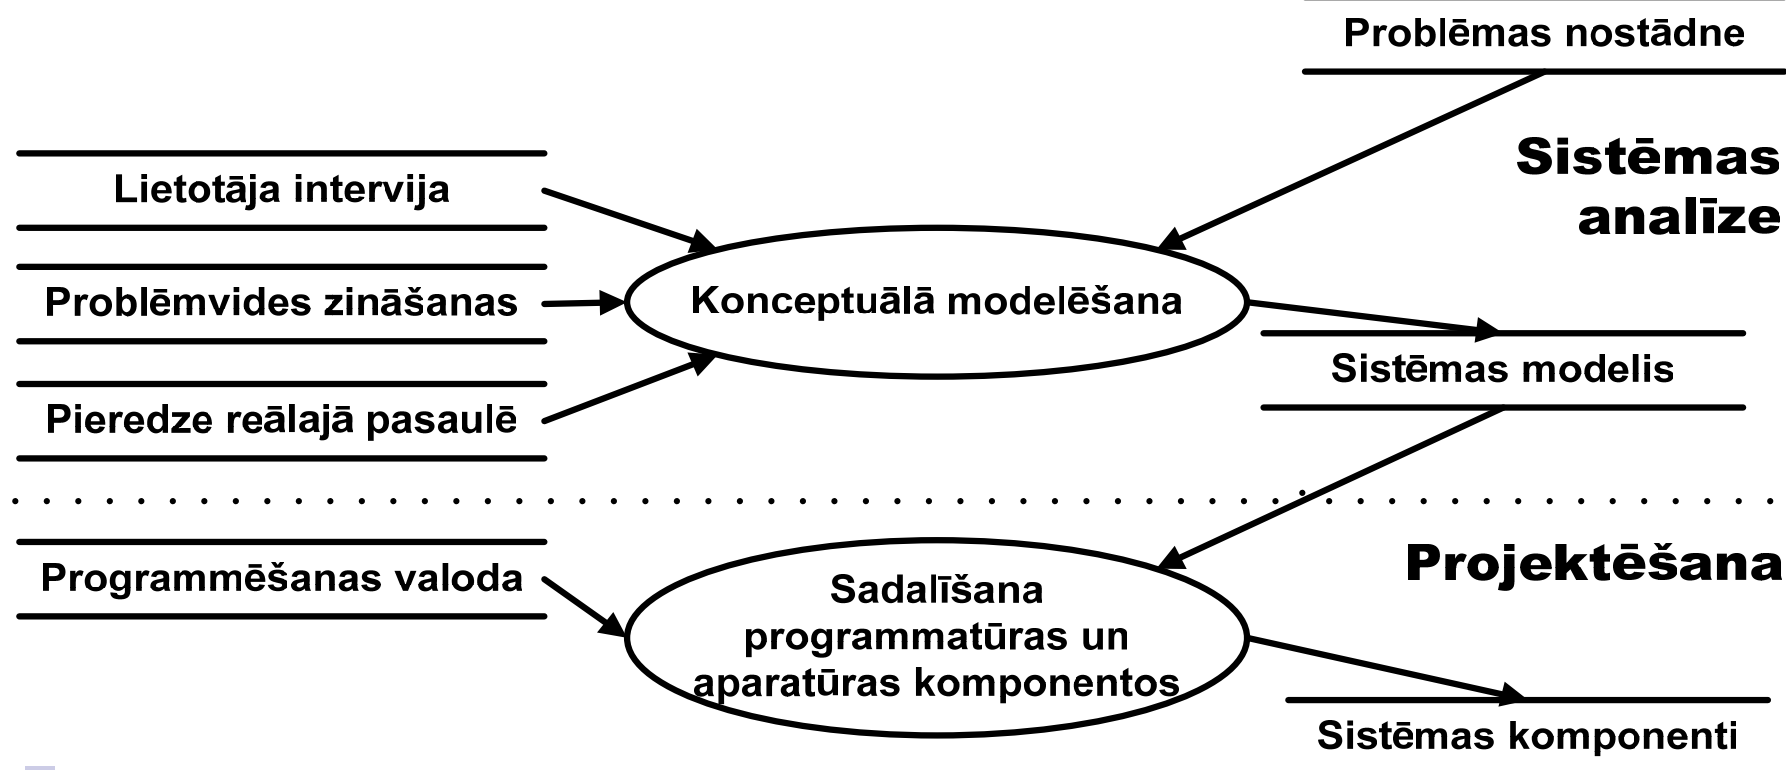 Problēmas nostādne
Sistēmas
analīze
Lietotāja intervija
Problēmvides zināšanas
Konceptuālā modelēšana
Sistēmas modelis
Pieredze reālajā pasaulē
Projektēšana
Programmēšanas valoda
Sadalīšana
programmatūras un
aparatūras komponentos
Sistēmas komponenti